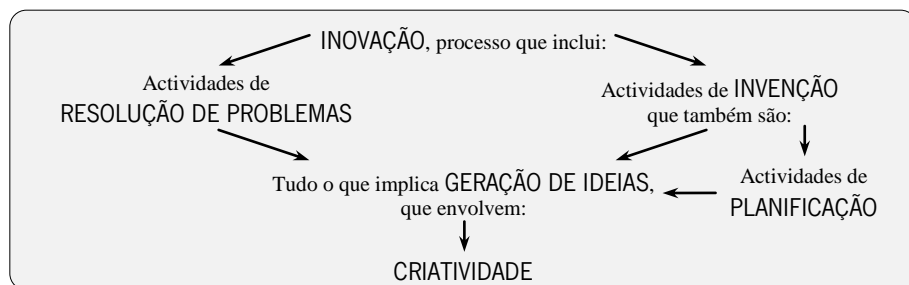 INOVAÇÃO, processo que inclui:
Actividades de
RESOLUÇÃO DE PROBLEMAS
Actividades de INVENÇÃO
que também são:
Tudo o que implica GERAÇÃO DE IDEIAS,
que envolvem:
Actividades de
PLANIFICAÇÃO
CRIATIVIDADE